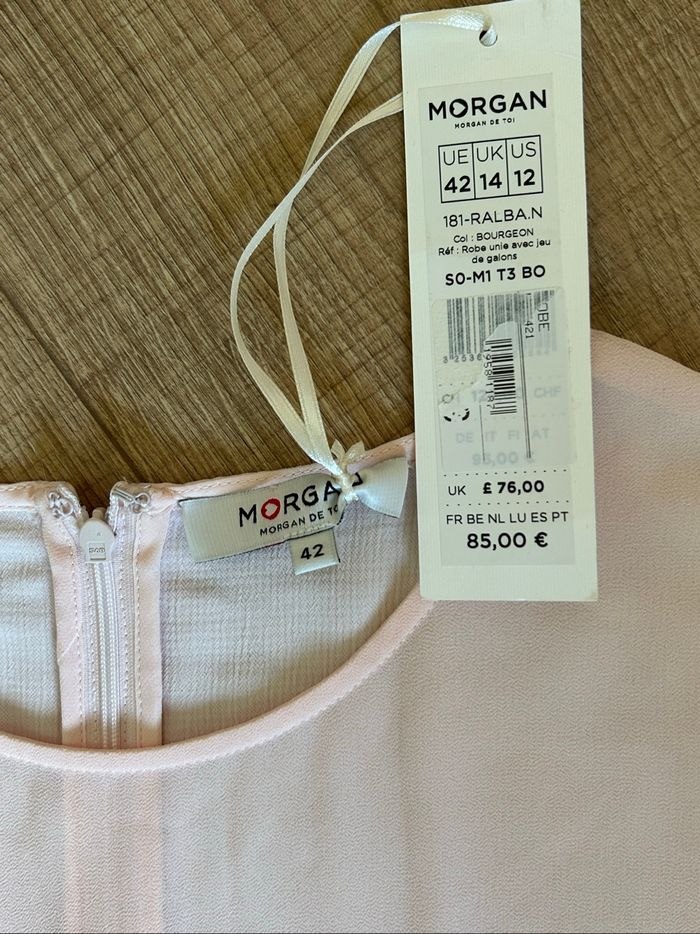 MORGAN
MORGAN DE TOI
UE UK US
42 14 12
181-RALBA.N
Col : BOURGEON
Réf : Robe unie avec jeu
de galons
S0-M1 T3 BO
421
CHF
DE IT FI AT
95,00 €
UK £ 76,00
FR BE NL LU ES PT
85,00 €
MORGAN
MORGAN DE TOI
42